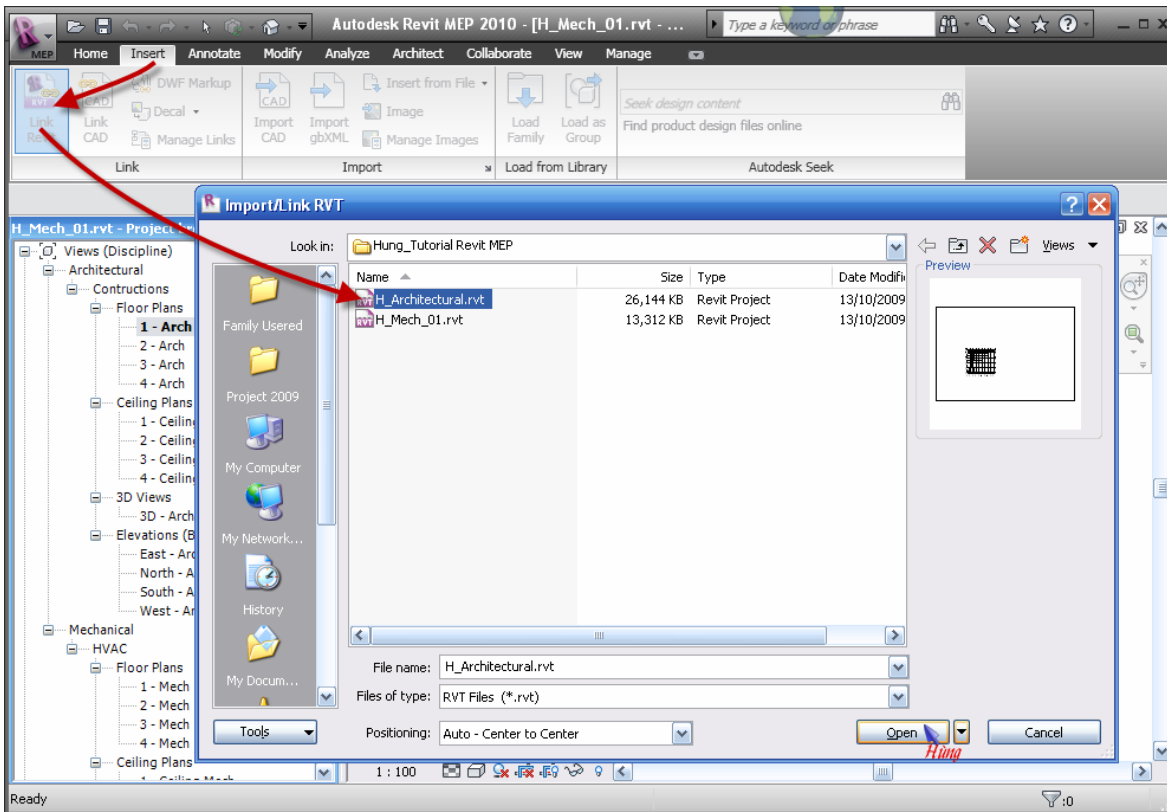 Autodesk Revit MEP 2010 - [H_Mech_01.rvt - ...
Type a keyword or phrase
MEP
Home Insert Annotate Modify Analyze Architect Collaborate View Manage
DWF Markup
Decal
Manage Links
Link
CAD
Link
CAD
Import
CAD
Import
gbXML
Insert from File
Image
Manage Images
Load
Family
Load as
Group
Seek design content
Find product design files online
Link
Import
Load from Library
Autodesk Seek
Import/Link RVT
H_Mech_01.rvt - Project
Views (Discipline)
Architectural
Contructions
Floor Plans
1 - Arch
2 - Arch
3 - Arch
4 - Arch
Ceiling Plans
1 - Ceiling
2 - Ceiling
3 - Ceiling
4 - Ceiling
3D Views
3D - Arch
Elevations (B
East - Arc
North - A
South - A
West - Ar
Mechanical
HVAC
Floor Plans
1 - Mech
2 - Mech
3 - Mech
4 - Mech
Ceiling Plans
1 - Ceiling Mech
Look in: Hung_Tutorial Revit MEP
Views
Family Usered
Project 2009
My Computer
My Network...
History
My Docum...
Name Size Type Date Modifi
H_Architectural.rvt 26,144 KB Revit Project 13/10/2009
H_Mech_01.rvt 13,312 KB Revit Project 13/10/2009
Preview
File name: H_Architectural.rvt
Files of type: RVT Files (*.rvt)
Tools
Positioning: Auto - Center to Center
Open
Cancel
Hùng
1 : 100
Ready
:0